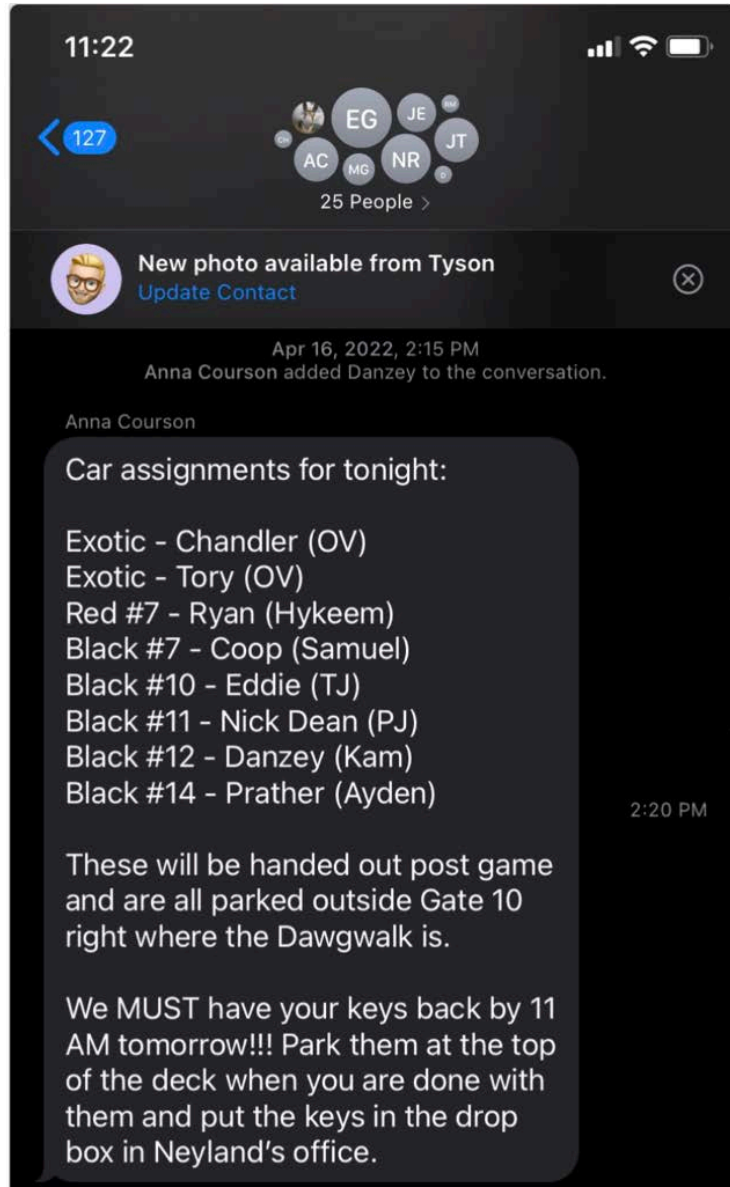 11:22
127
EG
JE
RM
CH
AC
MG
NR
JT
D
25 People >
New photo available from Tyson
Update Contact
Apr 16, 2022, 2:15 PM
Anna Courson added Danzey to the conversation.
Anna Courson
Car assignments for tonight:
Exotic - Chandler (OV)
Exotic - Tory (OV)
Red #7 - Ryan (Hykeem)
Black #7 - Coop (Samuel)
Black #10 - Eddie (TJ)
Black #11 - Nick Dean (PJ)
Black #12 - Danzey (Kam)
Black #14 - Prather (Ayden)
2:20 PM
These will be handed out post game
and are all parked outside Gate 10
right where the Dawgwalk is.
We MUST have your keys back by 11
AM tomorrow!!! Park them at the top
of the deck when you are done with
them and put the keys in the drop
box in Neyland’s office.